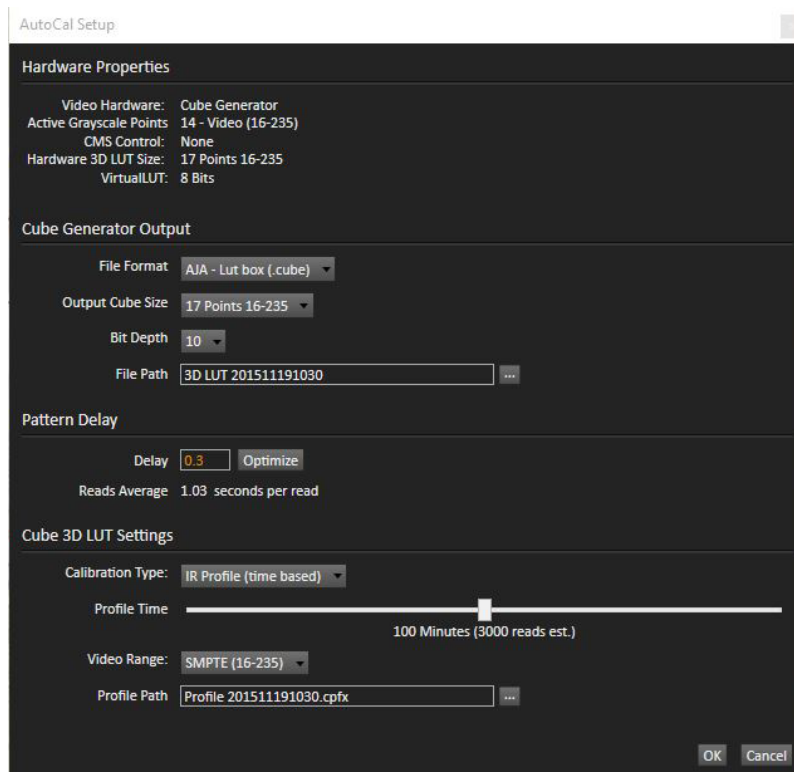 AutoCal Setup
Hardware Properties
Video Hardware: Cube Generator
Active Grayscale Points 14 - Video (16-235)
CMS Control: None
Hardware 3D LUT Size: 17 Points 16-235
VirtualLUT: 8 Bits
Cube Generator Output
File Format AJA - Lut box (.cube)
Output Cube Size 17 Points 16-235
Bit Depth 10
File Path 3D LUT 201511191030 ...
Pattern Delay
Delay 0.3 Optimize
Reads Average 1.03 seconds per read
Cube 3D LUT Settings
Calibration Type: IR Profile (time based)
Profile Time
100 Minutes (3000 reads est.)
Video Range: SMPTE (16-235)
Profile Path Profile 201511191030.cpfx ...
OK Cancel